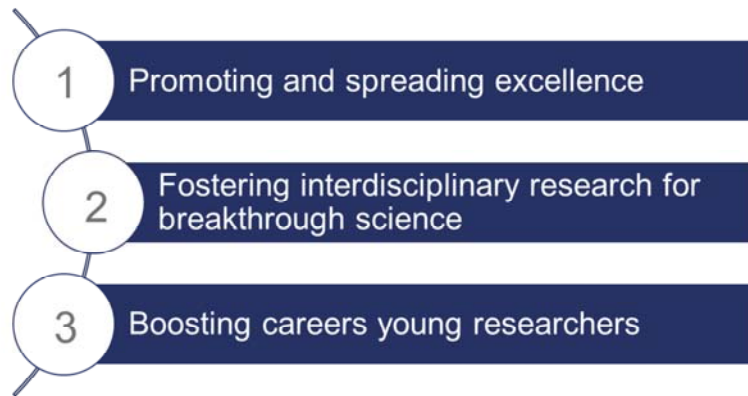 1
Promoting and spreading excellence
2
Fostering interdisciplinary research for
breakthrough science
3
Boosting careers young researchers